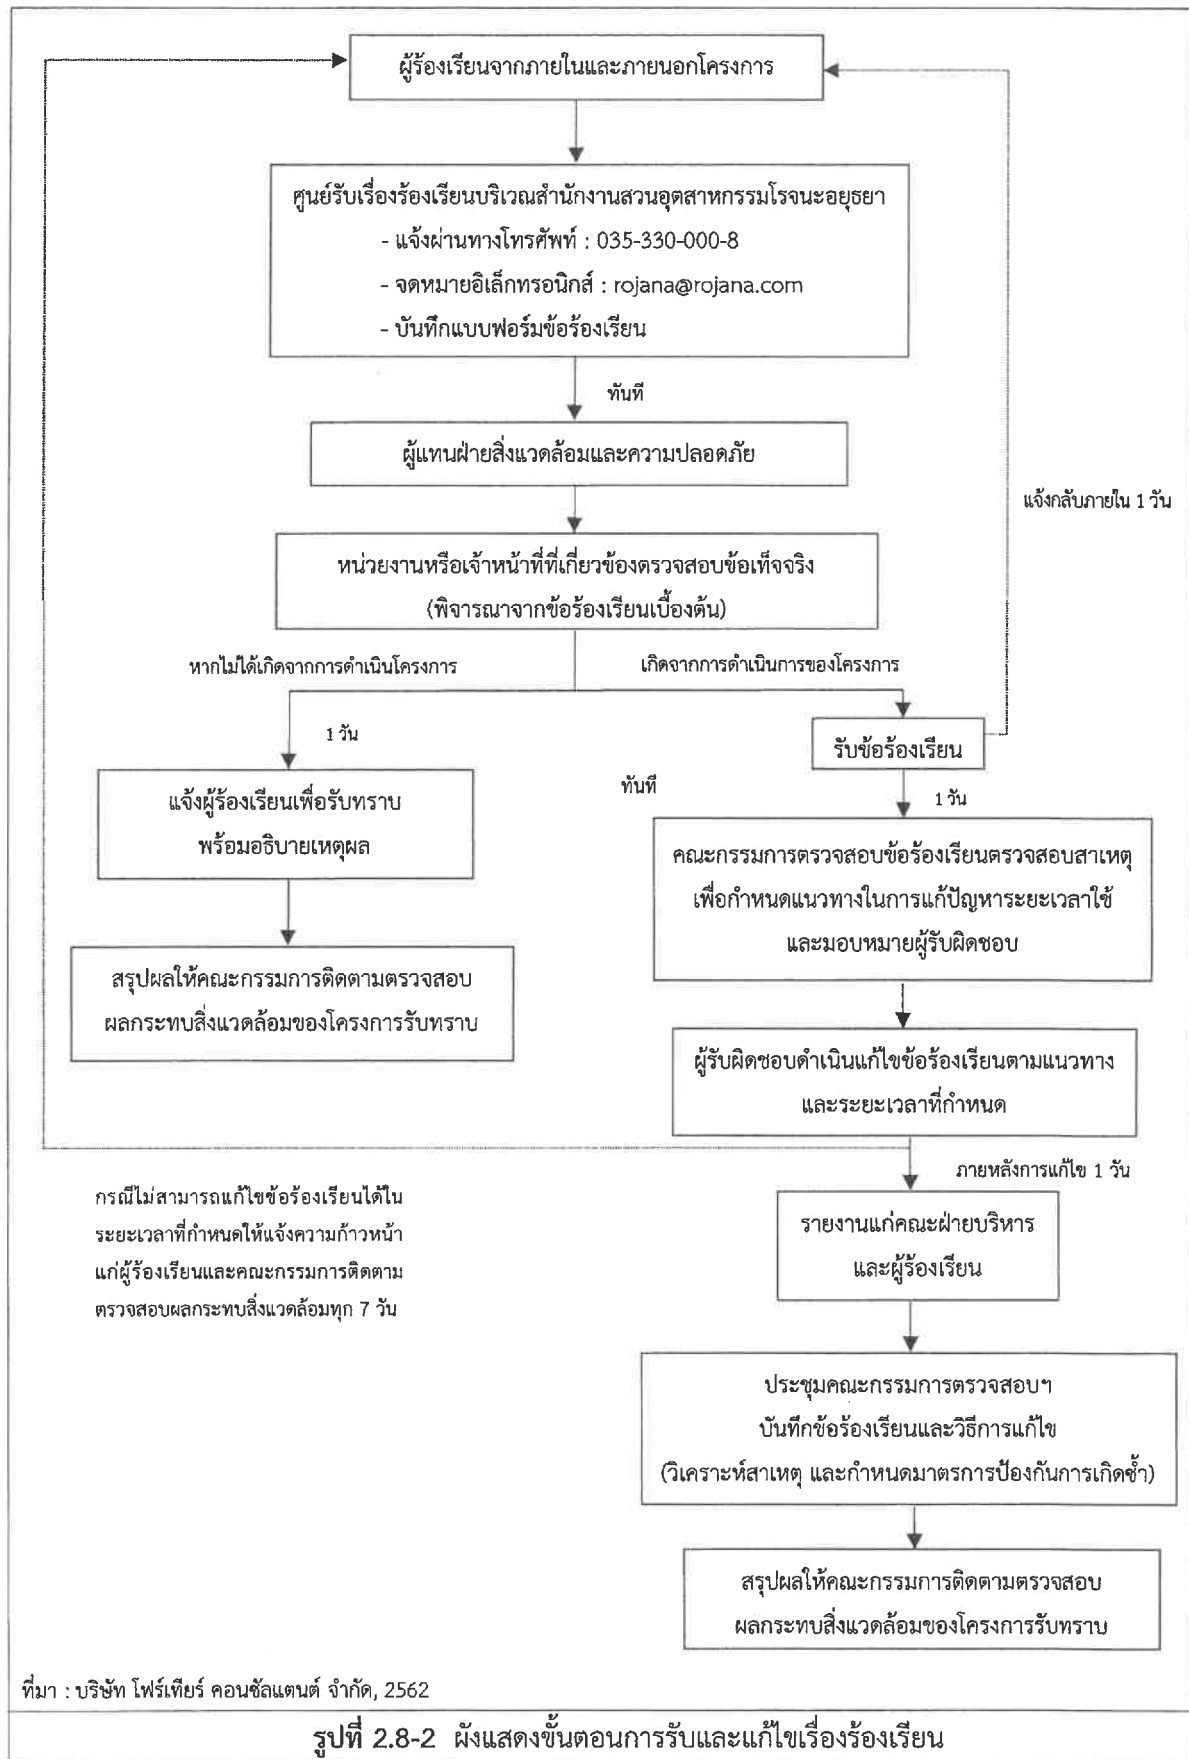 ผู้ร้องเรียนจากภายในและภายนอกโครงการ
ศูนย์รับเรื่องร้องเรียนบริเวณสำนักงานสวนอุตสาหกรรมโรจนะอยุธยา
- แจ้งผ่านทางโทรศัพท์ : 035-330-000-8
- จดหมายอิเล็กทรอนิกส์ : rojana@rojana.com
- บันทึกแบบฟอร์มข้อร้องเรียน
ทันที
ผู้แทนฝ่ายสิ่งแวดล้อมและความปลอดภัย
แจ้งกลับภายใน 1 วัน
หน่วยงานหรือเจ้าหน้าที่ที่เกี่ยวข้องตรวจสอบข้อเท็จจริง
(พิจารณาจากข้อร้องเรียนเบื้องต้น)
หากไม่ได้เกิดจากการดำเนินโครงการ
เกิดจากการดำเนินการของโครงการ
1 วัน
รับข้อร้องเรียน
ทันที
1 วัน
แจ้งผู้ร้องเรียนเพื่อรับทราบ
พร้อมอธิบายเหตุผล
คณะกรรมการตรวจสอบข้อร้องเรียนตรวจสอบสาเหตุ
เพื่อกำหนดแนวทางในการแก้ปัญหาระยะเวลาใช้
และมอบหมายผู้รับผิดชอบ
สรุปผลให้คณะกรรมการติดตามตรวจสอบ
ผลกระทบสิ่งแวดล้อมของโครงการรับทราบ
ผู้รับผิดชอบดำเนินแก้ไขข้อร้องเรียนตามแนวทาง
และระยะเวลาที่กำหนด
ภายหลังการแก้ไข 1 วัน
กรณีไม่สามารถแก้ไขข้อร้องเรียนได้ใน
ระยะเวลาที่กำหนดให้แจ้งความก้าวหน้า
แก่ผู้ร้องเรียนและคณะกรรมการติดตาม
ตรวจสอบผลกระทบสิ่งแวดล้อมทุก 7 วัน
รายงานแก่คณะฝ่ายบริหาร
และผู้ร้องเรียน
ประชุมคณะกรรมการตรวจสอบฯ
บันทึกข้อร้องเรียนและวิธีการแก้ไข
(วิเคราะห์สาเหตุ และกำหนดมาตรการป้องกันการเกิดซ้ำ)
สรุปผลให้คณะกรรมการติดตามตรวจสอบ
ผลกระทบสิ่งแวดล้อมของโครงการรับทราบ
ที่มา : บริษัท โฟร์เทียร์ คอนซัลแตนต์ จำกัด, 2562
รูปที่ 2.8-2 ผังแสดงขั้นตอนการรับและแก้ไขเรื่องร้องเรียน